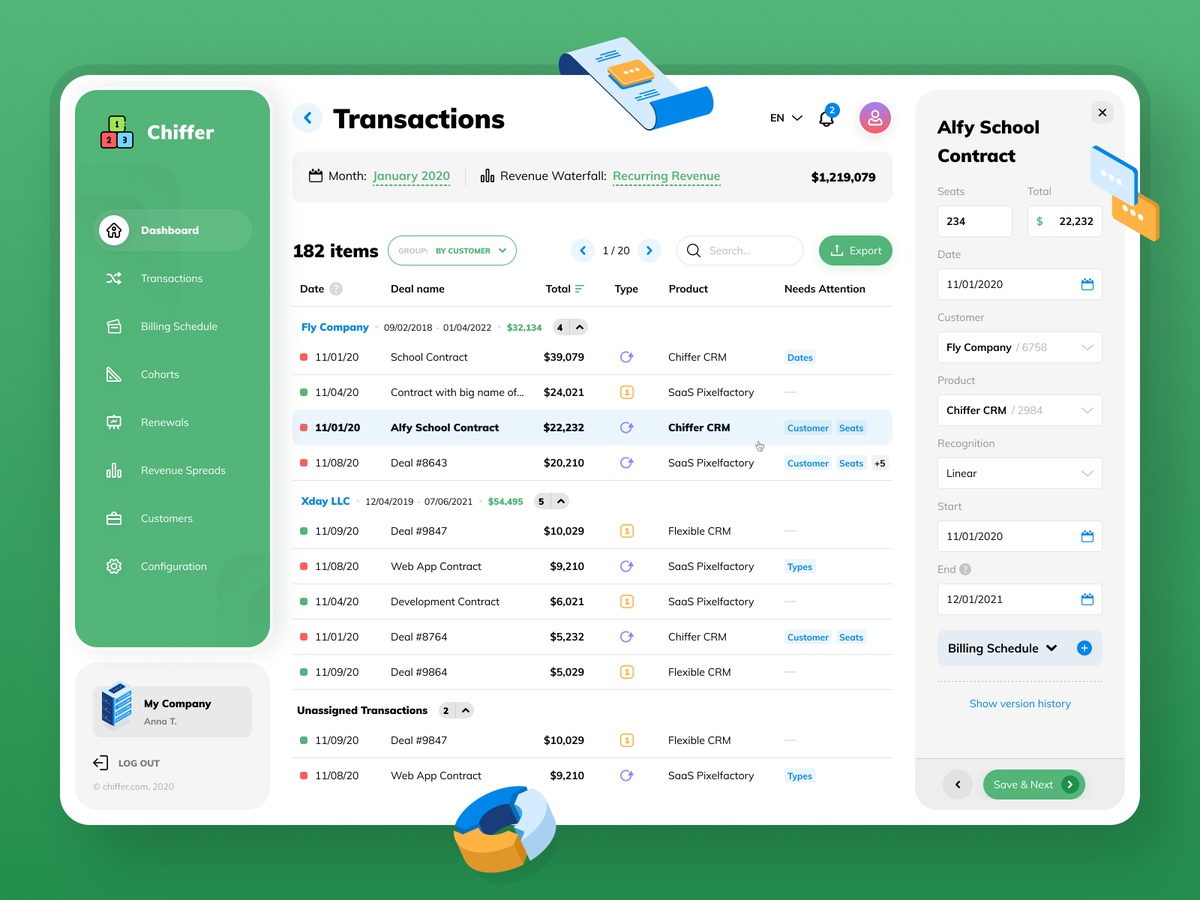 1
2 3
Chiffer
Dashboard
Transactions
Billing Schedule
Cohorts
Renewals
Revenue Spreads
Customers
Configuration
My Company
Anna T.
LOG OUT
© chiffer.com, 2020
Transactions
EN 2
Month: January 2020 Revenue Waterfall: Recurring Revenue $1,219,079
182 items GROUP: BY CUSTOMER 1 / 20 Search... Export
Date ? Deal name Total Type Product Needs Attention
Fly Company 09/02/2018 - 01/04/2022 $32,134 4
11/01/20 School Contract $39,079 Chiffer CRM Dates
11/04/20 Contract with big name of... $24,021 1 SaaS Pixelfactory —
11/01/20 Alfy School Contract $22,232 Chiffer CRM Customer Seats
11/08/20 Deal #8643 $20,210 SaaS Pixelfactory Customer Seats +5
Xday LLC 12/04/2019 - 07/06/2021 $54,495 5
11/09/20 Deal #9847 $10,029 1 Flexible CRM —
11/08/20 Web App Contract $9,210 SaaS Pixelfactory Types
11/04/20 Development Contract $6,021 1 SaaS Pixelfactory —
11/01/20 Deal #8764 $5,232 Chiffer CRM Customer Seats
11/09/20 Deal #9864 $5,029 1 Flexible CRM —
Unassigned Transactions 2
11/09/20 Deal #9847 $10,029 1 Flexible CRM —
11/08/20 Web App Contract $9,210 SaaS Pixelfactory Types
Alfy School
Contract
Seats Total
234 $ 22,232
Date
11/01/2020
Customer
Fly Company / 6758
Product
Chiffer CRM / 2984
Recognition
Linear
Start
11/01/2020
End ?
12/01/2021
Billing Schedule
Show version history
Save & Next